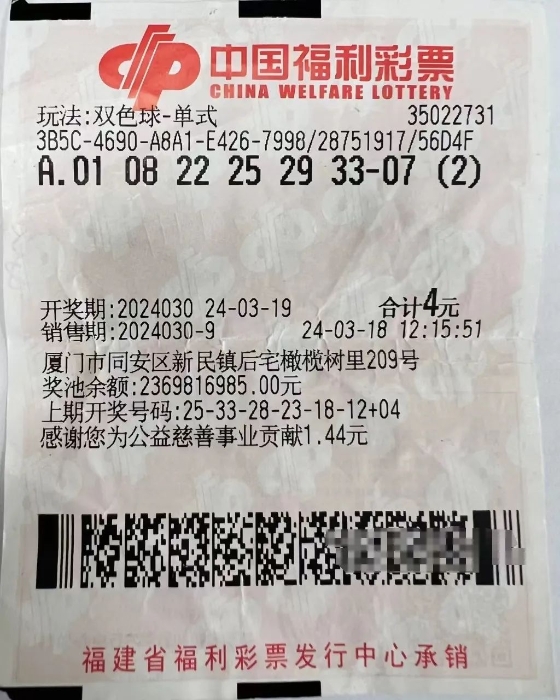 中国福利彩票
CHINA WELFARE LOTTERY
玩法:双色球-单式 35022731
3B5C-4690-A8A1-E426-7998/28751917/56D4F
A.01 08 22 25 29 33-07 (2)
开奖期:2024030 24-03-19 合计4元
销售期:2024030-9 24-03-18 12:15:51
厦门市同安区新民镇后宅橄榄树里209号
奖池余额:2369816985.00元
上期开奖号码:25-33-28-23-18-12+04
感谢您为公益慈善事业贡献1.44元
福建省福利彩票发行中心承销